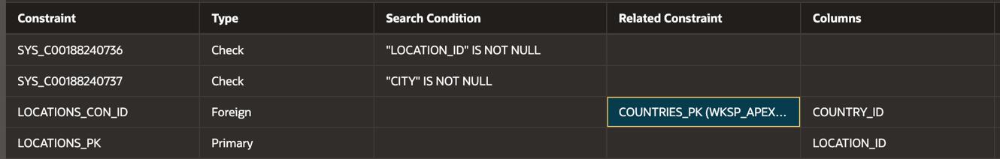 Constraint Type Search Condition Related Constraint Columns
SYS_C00188240736 Check "LOCATION_ID" IS NOT NULL
SYS_C00188240737 Check "CITY" IS NOT NULL
LOCATIONS_CON_ID Foreign COUNTRIES_PK (WKSP_APEX... COUNTRY_ID
LOCATIONS_PK Primary LOCATION_ID